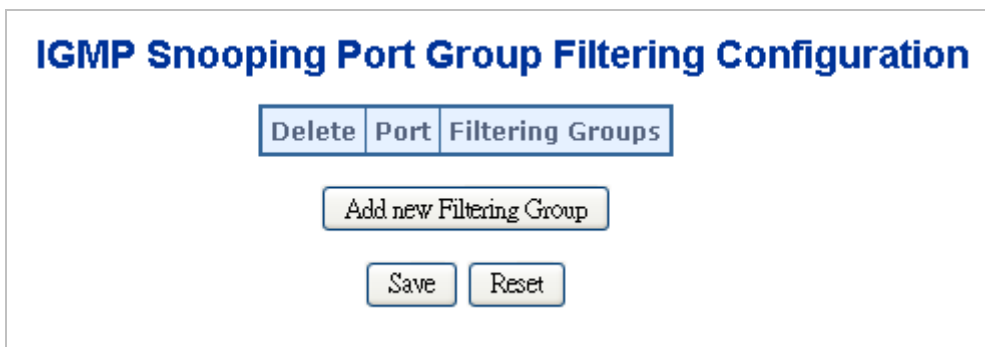 IGMP Snooping Port Group Filtering Configuration
Delete Port Filtering Groups
Add new Filtering Group
Save Reset